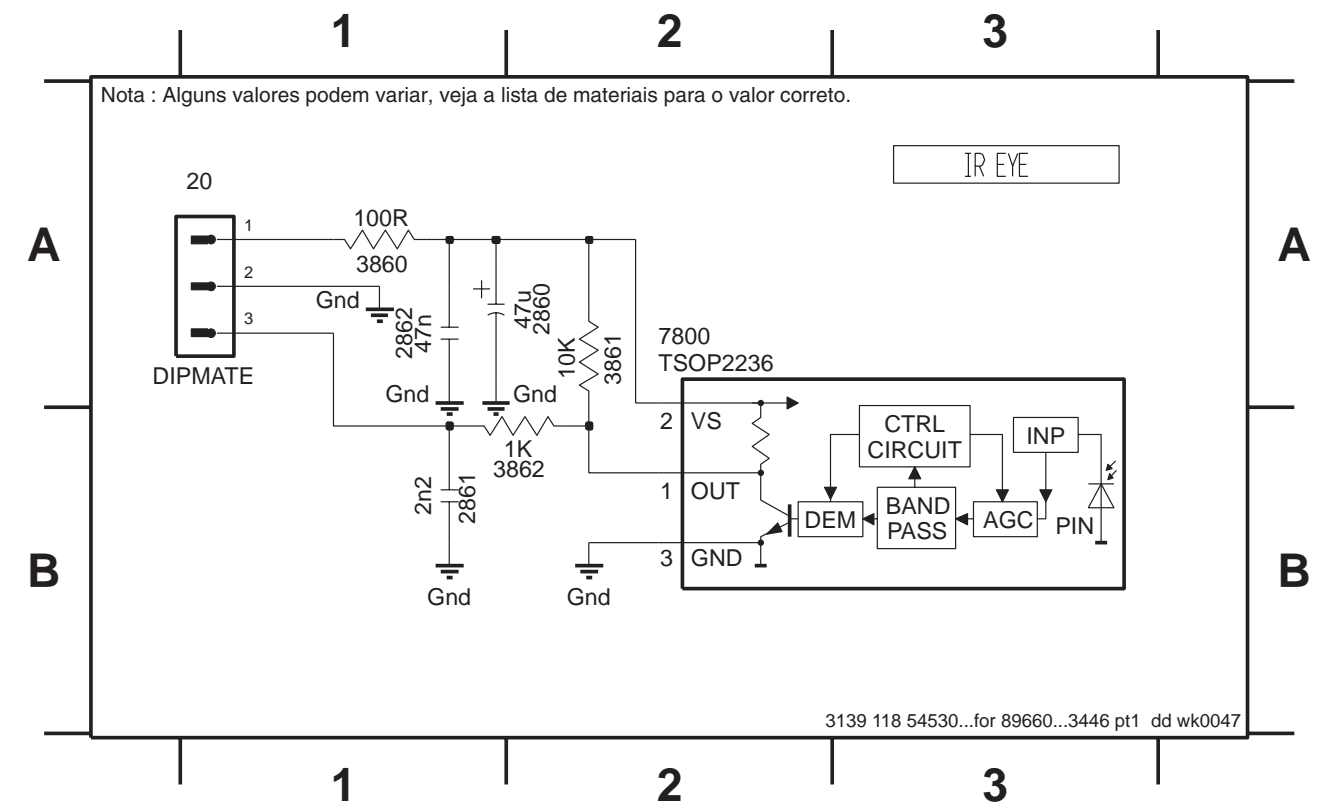 1 2 3
Nota : Alguns valores podem variar, veja a lista de materiais para o valor correto.
IR EYE
20
A
A
1
2
3
DIPMATE
100R
3860
Gnd
2862
47n
47u
2860
10K
3861
Gnd
Gnd
7800
TSOP2236
1K
3862
2n2
2861
Gnd
Gnd
2 VS
1 OUT
3 GND
CTRL
CIRCUIT
INP
DEM
BAND
PASS
AGC
PIN
B
B
3139 118 54530...for 89660...3446 pt1 dd wk0047
1 2 3